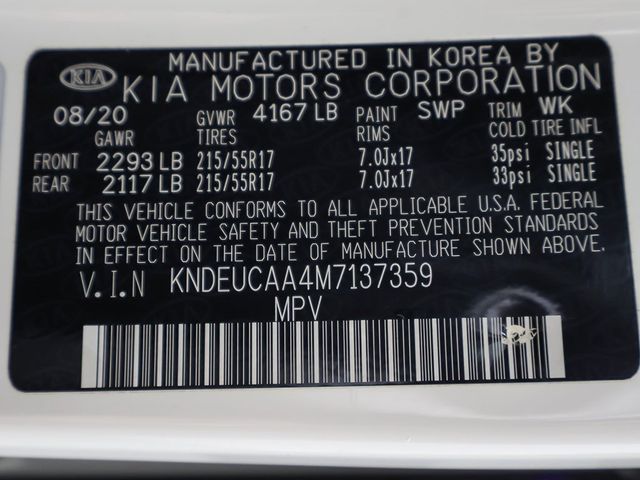 MANUFACTURED IN KOREA BY
KIA KIA MOTORS CORPORATION
08/20 GVWR 4167 LB PAINT SWP TRIM WK
GAWR TIRES RIMS COLD TIRE INFL
FRONT 2293 LB 215/55R17 7.0Jx17 35psi SINGLE
REAR 2117 LB 215/55R17 7.0Jx17 33psi SINGLE
THIS VEHICLE CONFORMS TO ALL APPLICABLE U.S.A. FEDERAL
MOTOR VEHICLE SAFETY AND THEFT PREVENTION STANDARDS
IN EFFECT ON THE DATE OF MANUFACTURE SHOWN ABOVE.
V.I.N KNDEUCAA4M7137359
MPV